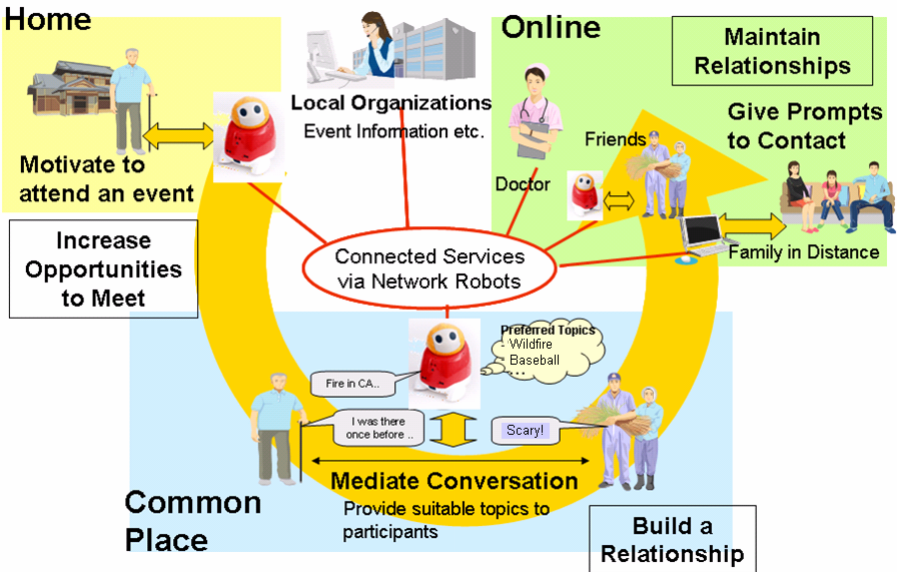 Home
Motivate to
attend an event
Increase
Opportunities
to Meet
Local Organizations
Event Information etc.
Online
Maintain
Relationships
Give Prompts
to Contact
Doctor
Friends
Family in Distance
Connected Services
via Network Robots
Preferred Topics
- Wildfire
- Baseball
- ...
Fire in CA..
I was there
once before ..
Scary!
Mediate Conversation
Provide suitable topics to
participants
Common
Place
Build a
Relationship